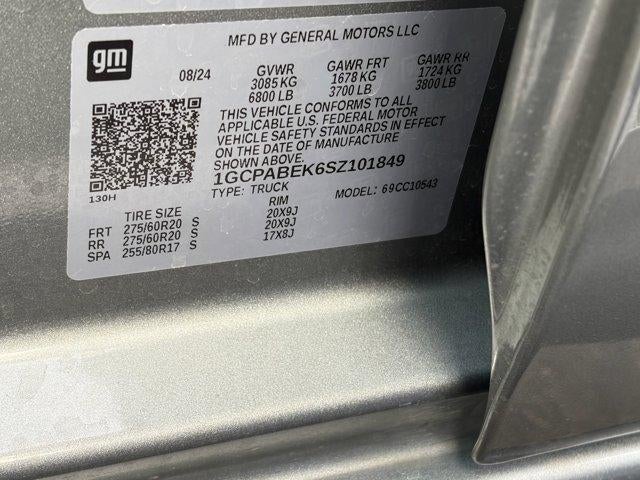 MFD BY GENERAL MOTORS LLC
gm
08/24 GVWR GAWR FRT GAWR RR
3085 KG 1678 KG 1724 KG
6800 LB 3700 LB 3800 LB
THIS VEHICLE CONFORMS TO ALL
APPLICABLE U.S. FEDERAL MOTOR
VEHICLE SAFETY STANDARDS IN EFFECT
ON THE DATE OF MANUFACTURE
SHOWN ABOVE.
1GCPABEK6SZ101849
130H
TYPE: TRUCK MODEL: 69CC10543
TIRE SIZE RIM
FRT 275/60R20 S 20X9J
RR 275/60R20 S 20X9J
SPA 255/80R17 S 17X8J